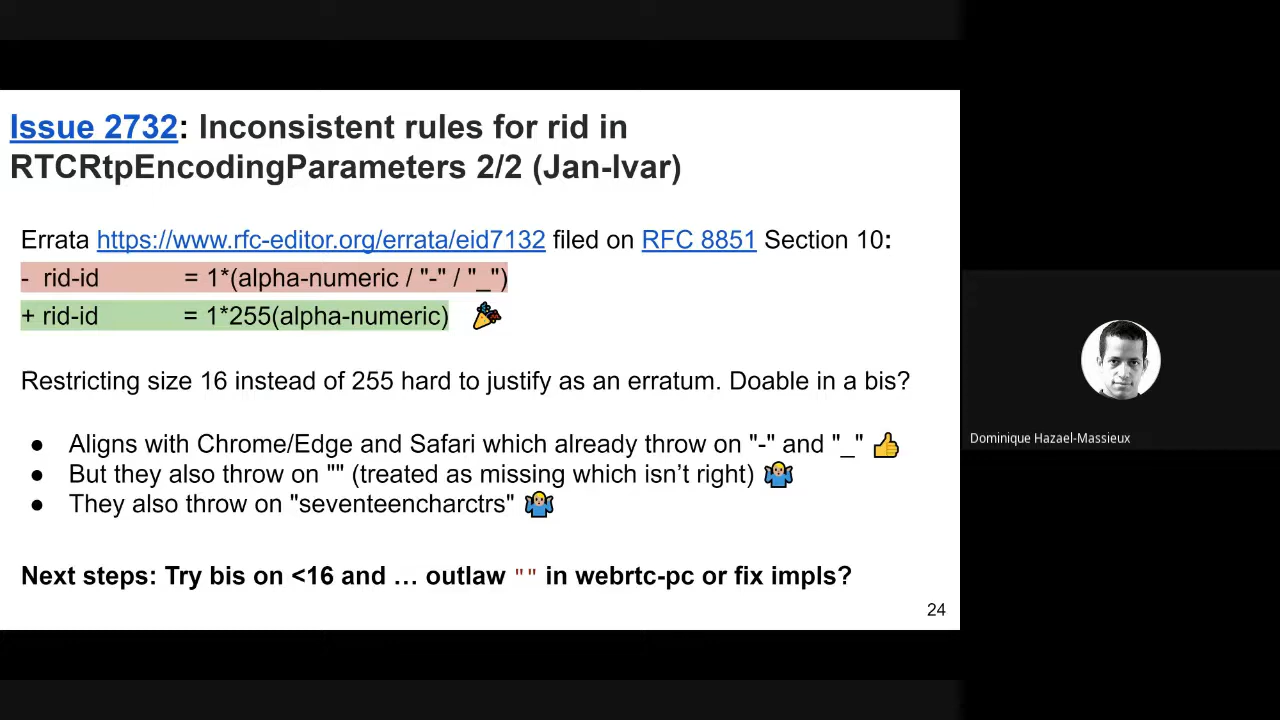 Issue 2732: Inconsistent rules for rid in
RTCRtpEncodingParameters 2/2 (Jan-Ivar)
Errata https://www.rfc-editor.org/errata/eid7132 filed on RFC 8851 Section 10:
- rid-id = 1*(alpha-numeric / "-" / "_")
+ rid-id = 1*255(alpha-numeric) 🎉
Restricting size 16 instead of 255 hard to justify as an erratum. Doable in a bis?
● Aligns with Chrome/Edge and Safari which already throw on "-" and "_" 👍
● But they also throw on "" (treated as missing which isn’t right) 🤷
● They also throw on "seventeencharctrs" 🤷
Next steps: Try bis on <16 and … outlaw "" in webrtc-pc or fix impls?
24
Dominique Hazael-Massieux